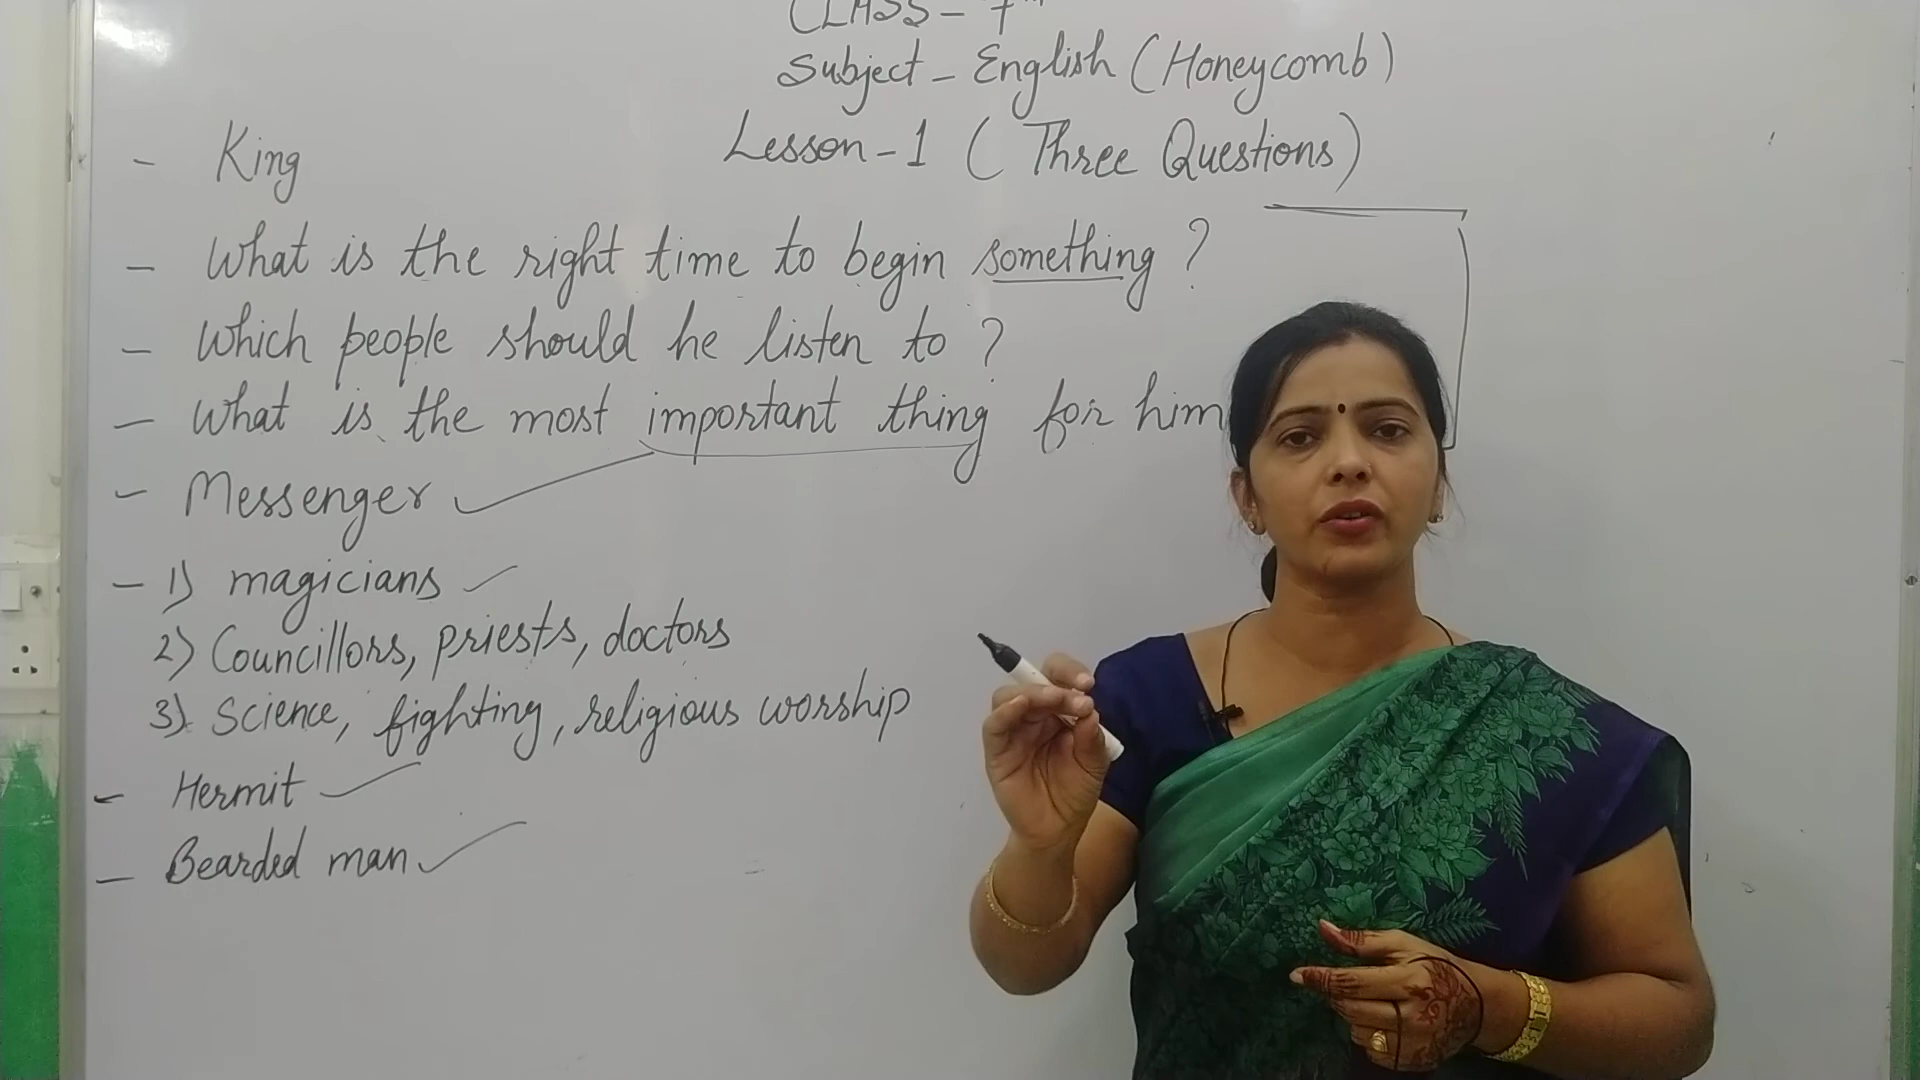 CLASS - 7th
Subject - English (Honeycomb)
Lesson - 1 ( Three Questions)
- King
- What is the right time to begin something ?
- Which people should he listen to ?
- What is the most important thing for him
- Messenger
- 1) magicians
2) Councillors, priests, doctors
3) Science, fighting, religious worship
- Hermit
- Bearded man